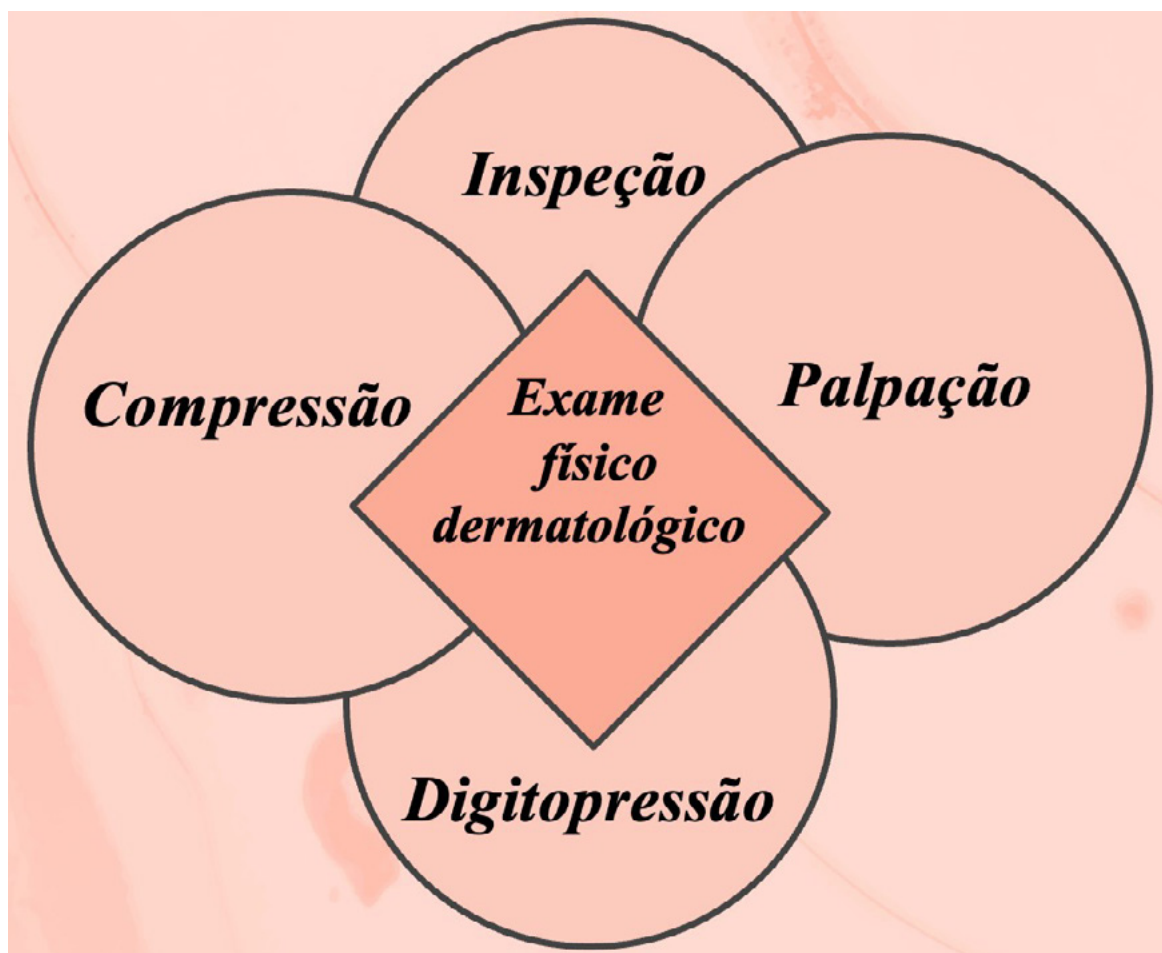 Inspeção
Compressão
Palpação
Exame
físico
dermatológico
Digitopressão